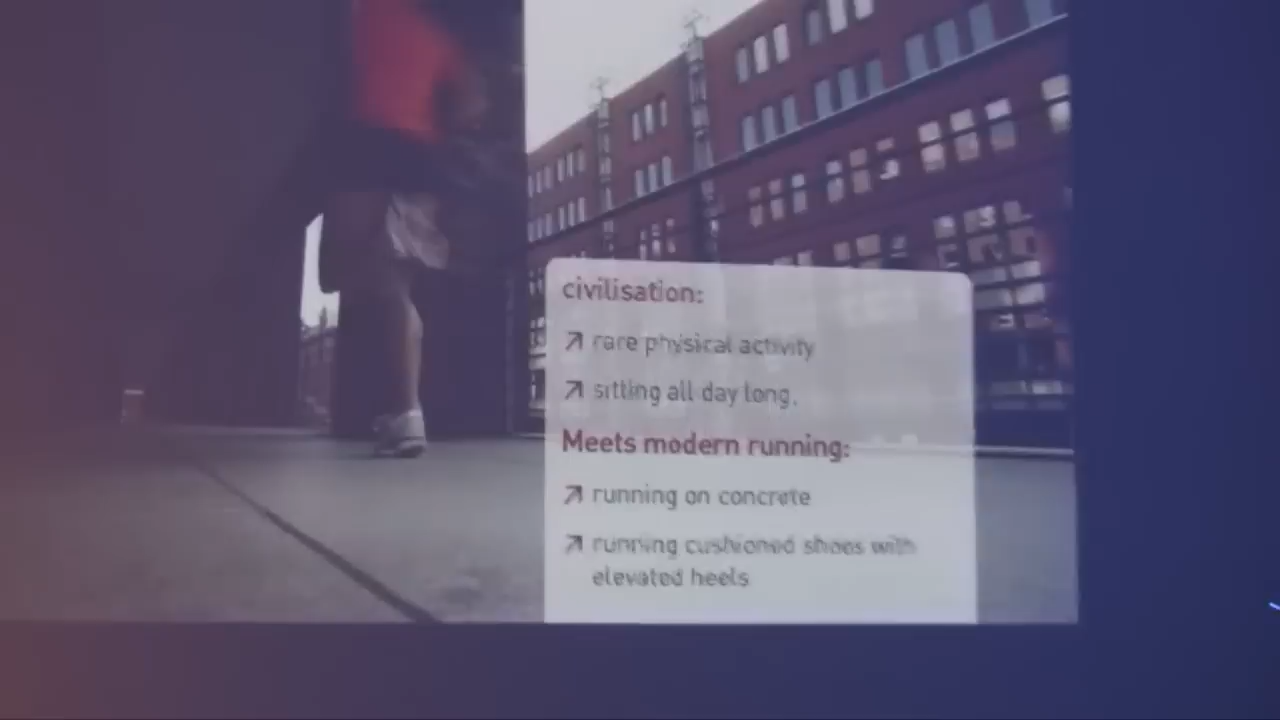 civilisation:
rare physical activity
sitting all day long.
Meets modern running:
running on concrete
running cushioned shoes with
elevated heels